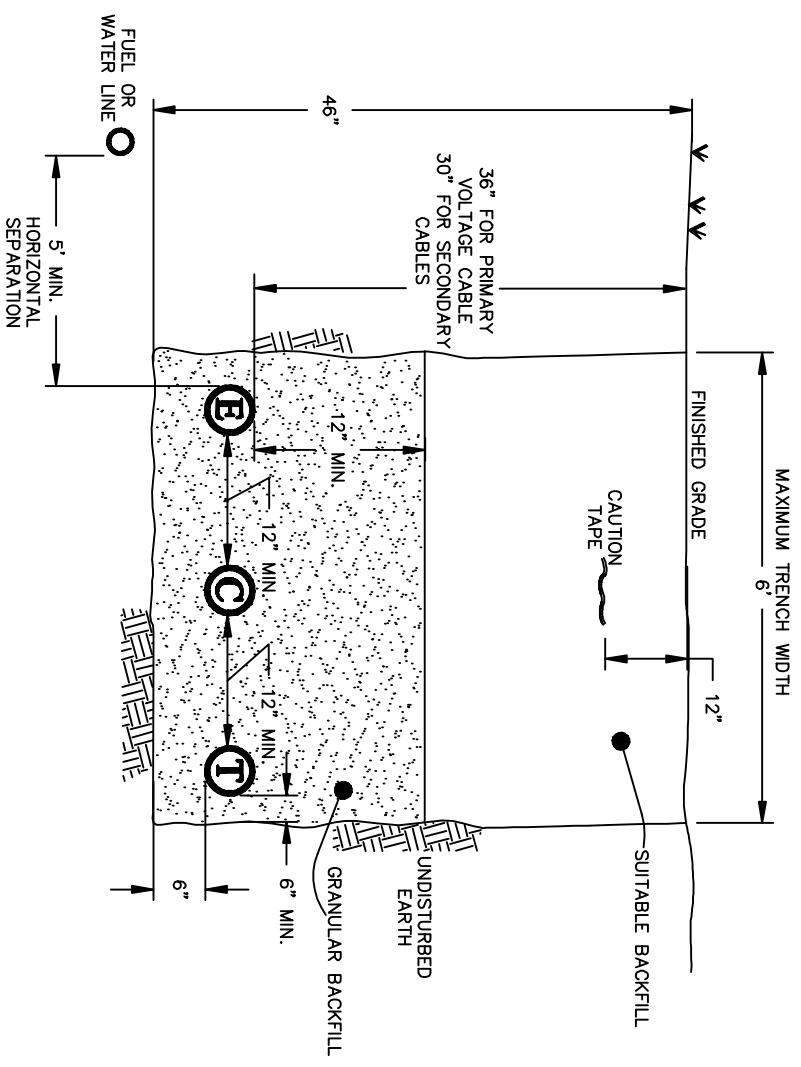 MAXIMUM TRENCH WIDTH
6'
FINISHED GRADE
12"
CAUTION
TAPE
SUITABLE BACKFILL
46"
36" FOR PRIMARY
VOLTAGE CABLE
30" FOR SECONDARY
CABLES
12" MIN.
UNDISTURBED
EARTH
GRANULAR BACKFILL
12" MIN
12" MIN
6" MIN.
E
C
T
6"
FUEL OR
WATER LINE
5' MIN.
HORIZONTAL
SEPARATION